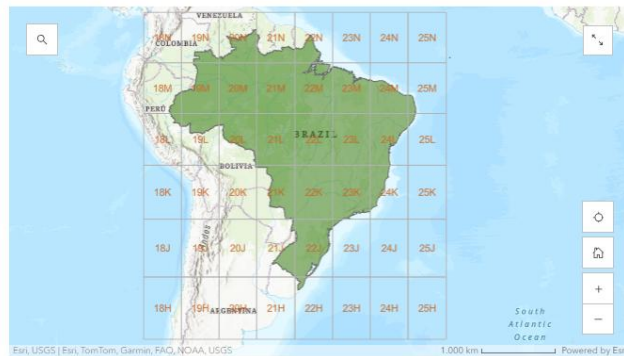 VENEZUELA
18N 19N 20N 21N 22N 23N 24N 25N
COLOMBIA
18M 19M 20M 21M 22M 23M 24M 25M
PERÚ
BRAZIL
18L 19L 20L 21L 22L 23L 24L 25L
BOLIVIA
18K 19K 20K 21K 22K 23K 24K 25K
Andes
18J 19J 20J 21J 22J 23J 24J 25J
18H 19H 20H 21H 22H 23H 24H 25H
ARGENTINA
South
Atlantic
Ocean
Esri, USGS | Esri, TomTom, Garmin, FAO, NOAA, USGS
1.000 km
Powered by Esri